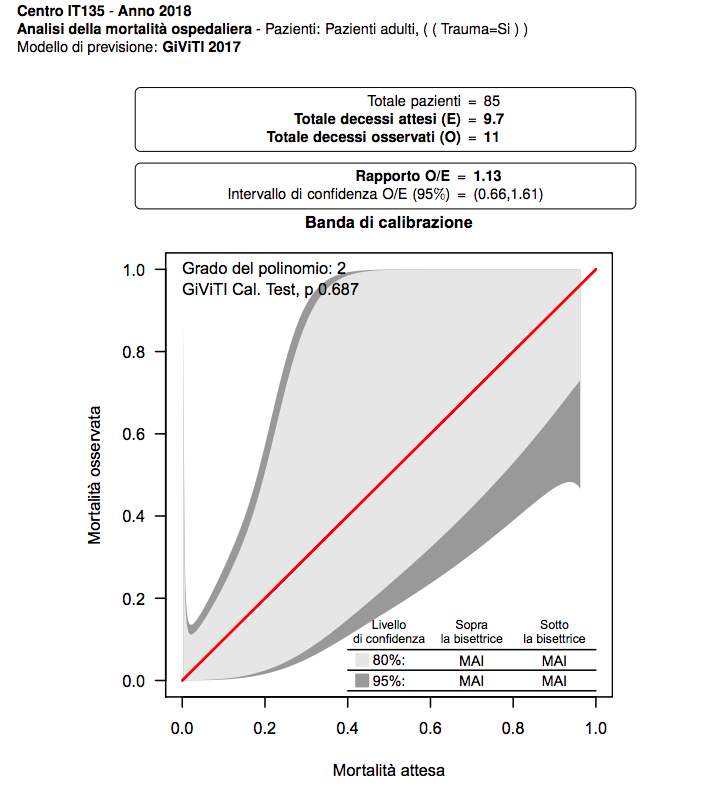 Centro IT135 - Anno 2018
Analisi della mortalità ospedaliera - Pazienti: Pazienti adulti, ( ( Trauma=Si ) )
Modello di previsione: GiViTI 2017
Totale pazienti = 85
Totale decessi attesi (E) = 9.7
Totale decessi osservati (O) = 11
Rapporto O/E = 1.13
Intervallo di confidenza O/E (95%) = (0.66,1.61)
Banda di calibrazione
Grado del polinomio: 2
GiViTI Cal. Test, p 0.687
1.0
0.8
0.6
0.4
0.2
0.0
Mortalità osservata
Livello di confidenza Sopra la bisettrice Sotto la bisettrice
80%: MAI MAI
95%: MAI MAI
0.0 0.2 0.4 0.6 0.8 1.0
Mortalità attesa